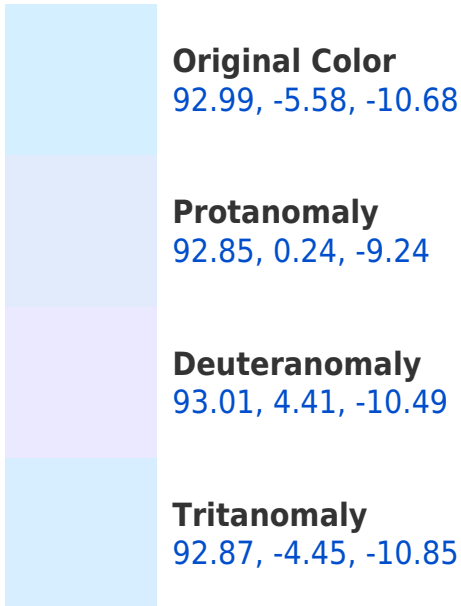 Original Color
92.99, -5.58, -10.68
Protanomaly
92.85, 0.24, -9.24
Deuteranomaly
93.01, 4.41, -10.49
Tritanomaly
92.87, -4.45, -10.85